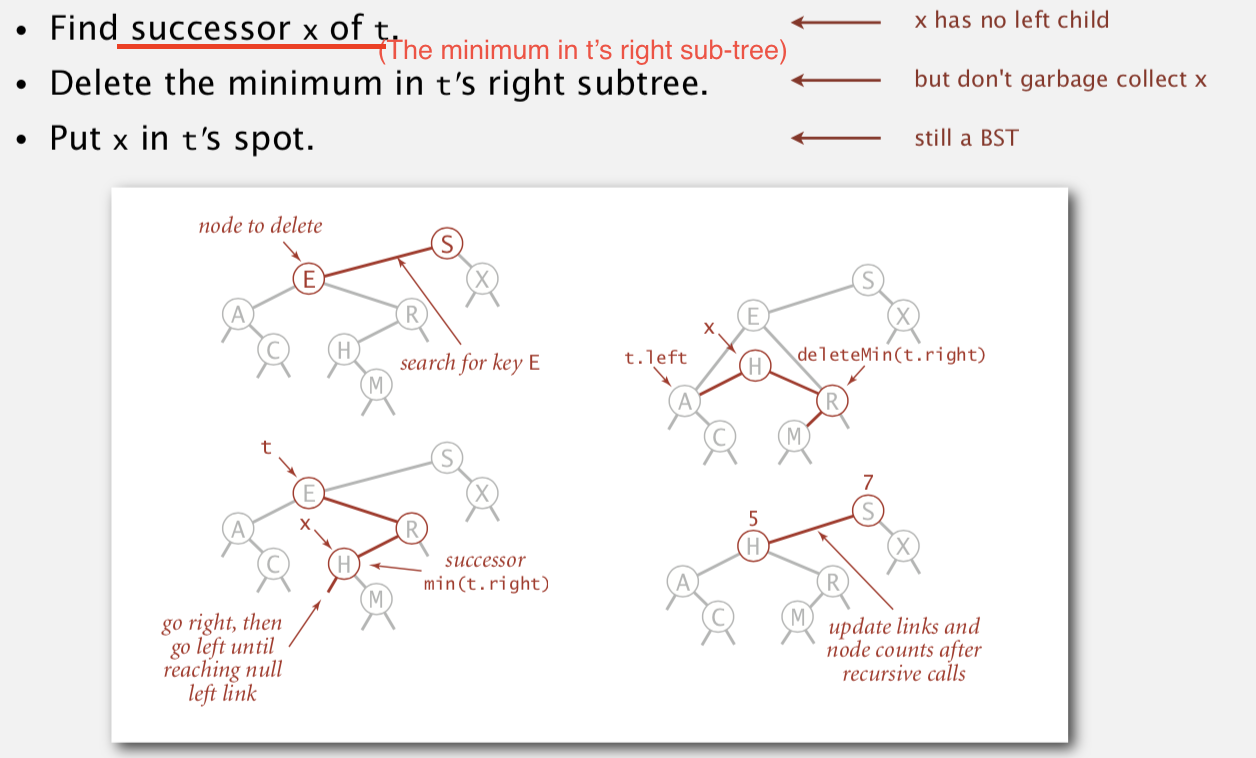 • Find successor x of t.
x has no left child
(The minimum in t’s right sub-tree)
• Delete the minimum in t’s right subtree.
but don't garbage collect x
• Put x in t’s spot.
still a BST
node to delete
S
E
X
A
R
C
H
M
search for key E
t
S
E
X
A
x
R
C
H
M
successor
min(t.right)
go right, then
go left until
reaching null
left link
S
E
X
x
t.left
H
deleteMin(t.right)
A
R
C
M
7
S
5
H
X
A
R
C
M
update links and
node counts after
recursive calls